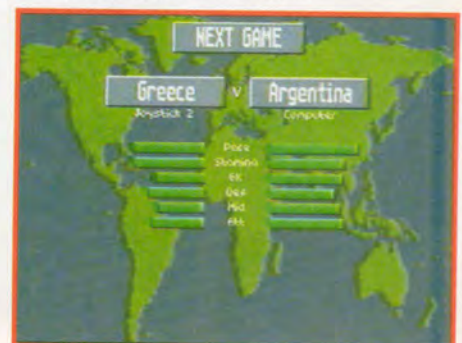 NEXT GAME
Greece v Argentina
Joystick 2 Computer
Pace
Stamina
GK
Def
Mid
Att